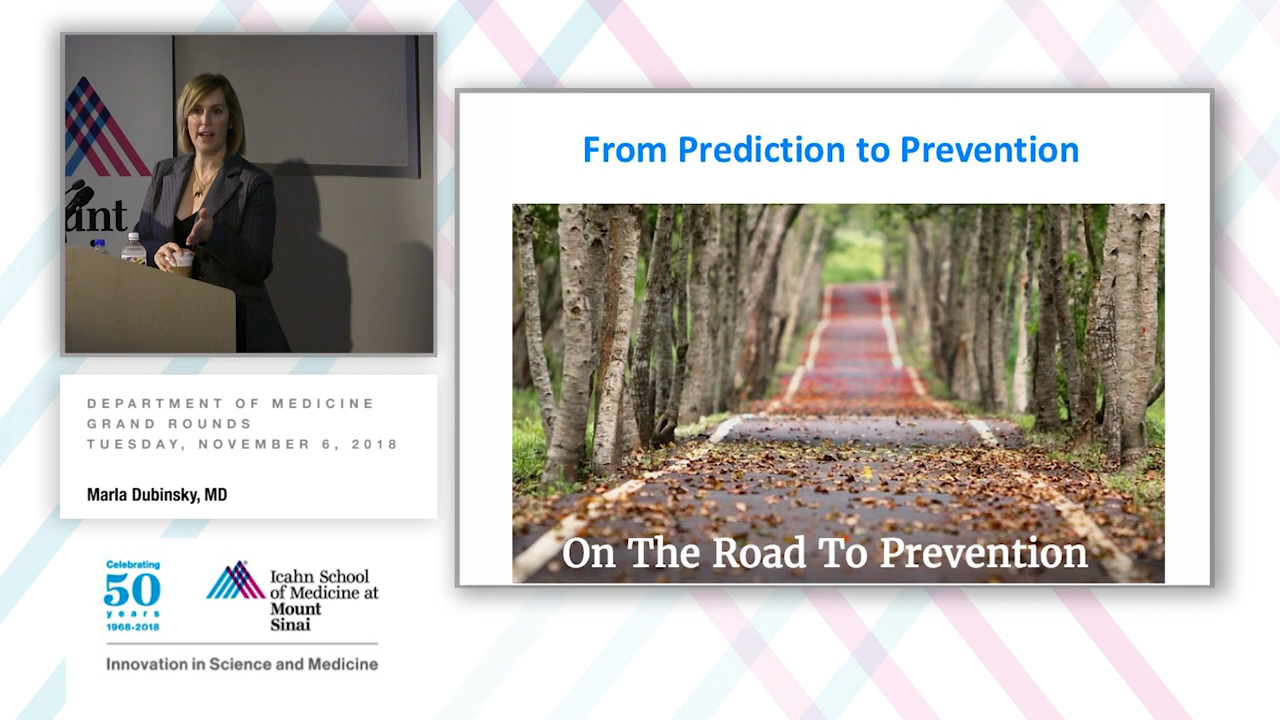 unt
DEPARTMENT OF MEDICINE
GRAND ROUNDS
TUESDAY, NOVEMBER 6, 2018
Marla Dubinsky, MD
Celebrating
50
years
1968-2018
Icahn School
of Medicine at
Mount
Sinai
Innovation in Science and Medicine
From Prediction to Prevention
On The Road To Prevention